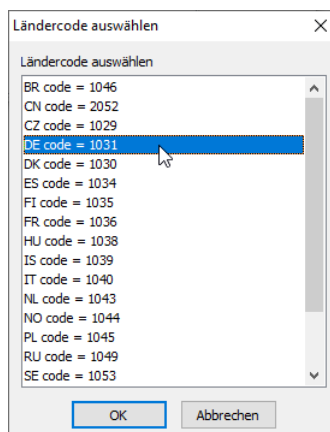 Ländercode auswählen
Ländercode auswählen
BR code = 1046
CN code = 2052
CZ code = 1029
DE code = 1031
DK code = 1030
ES code = 1034
FI code = 1035
FR code = 1036
HU code = 1038
IS code = 1039
IT code = 1040
NL code = 1043
NO code = 1044
PL code = 1045
RU code = 1049
SE code = 1053
OK Abbrechen